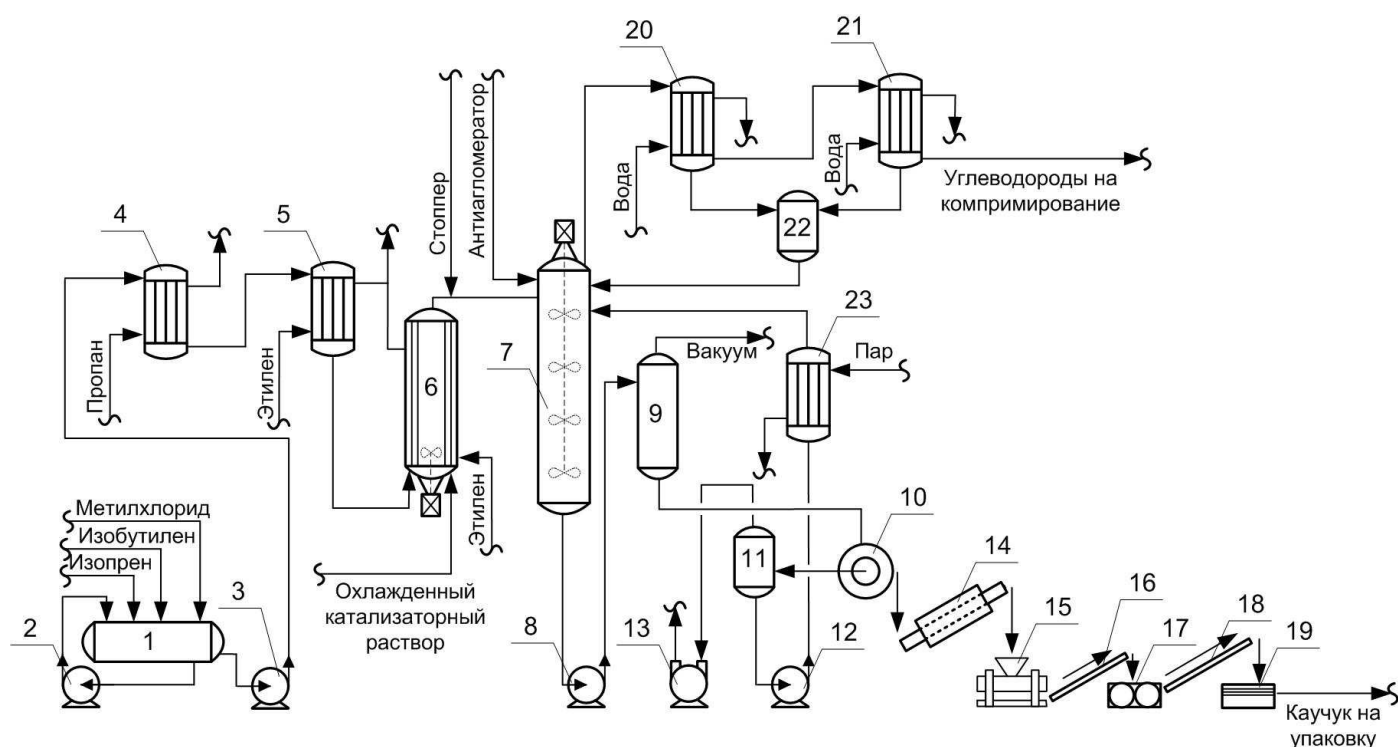 20
21
4
5
Стоппер
Антиагломератор
Вода
Вода
Углеводороды на
компримирование
22
Пропан
Этилен
6
7
Вакуум
9
23
Пар
Этилен
10
Метилхлорид
Изобутилен
Изопрен
Охлажденный
катализаторный
раствор
11
14
15
16
17
18
19
2
1
3
8
13
12
Каучук на
упаковку